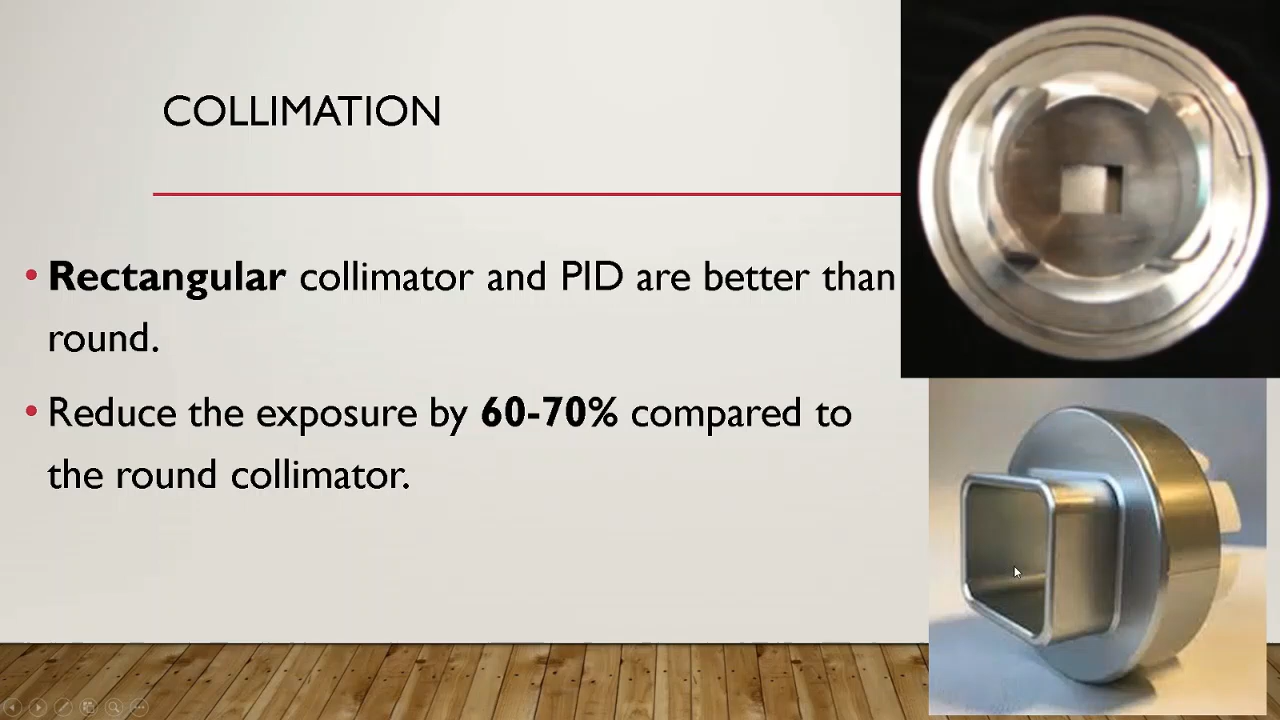 COLLIMATION
• Rectangular collimator and PID are better than
round.
• Reduce the exposure by 60-70% compared to
the round collimator.